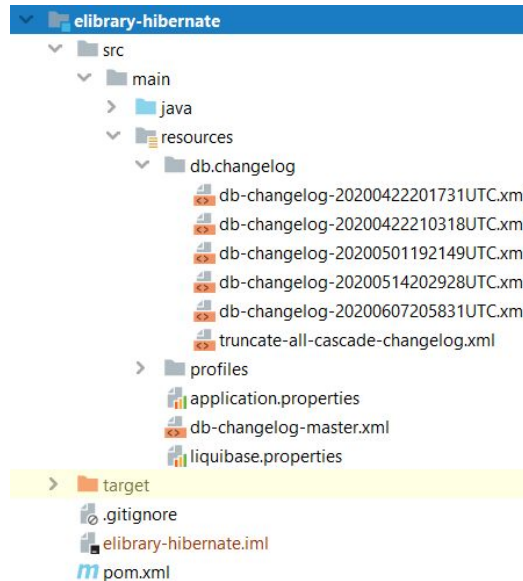 elibrary-hibernate
src
main
java
resources
db.changelog
db-changelog-20200422201731UTC.xm
db-changelog-20200422210318UTC.xm
db-changelog-20200501192149UTC.xm
db-changelog-20200514202928UTC.xm
db-changelog-20200607205831UTC.xm
truncate-all-cascade-changelog.xml
profiles
application.properties
db-changelog-master.xml
liquibase.properties
target
.gitignore
elibrary-hibernate.iml
m pom.xml